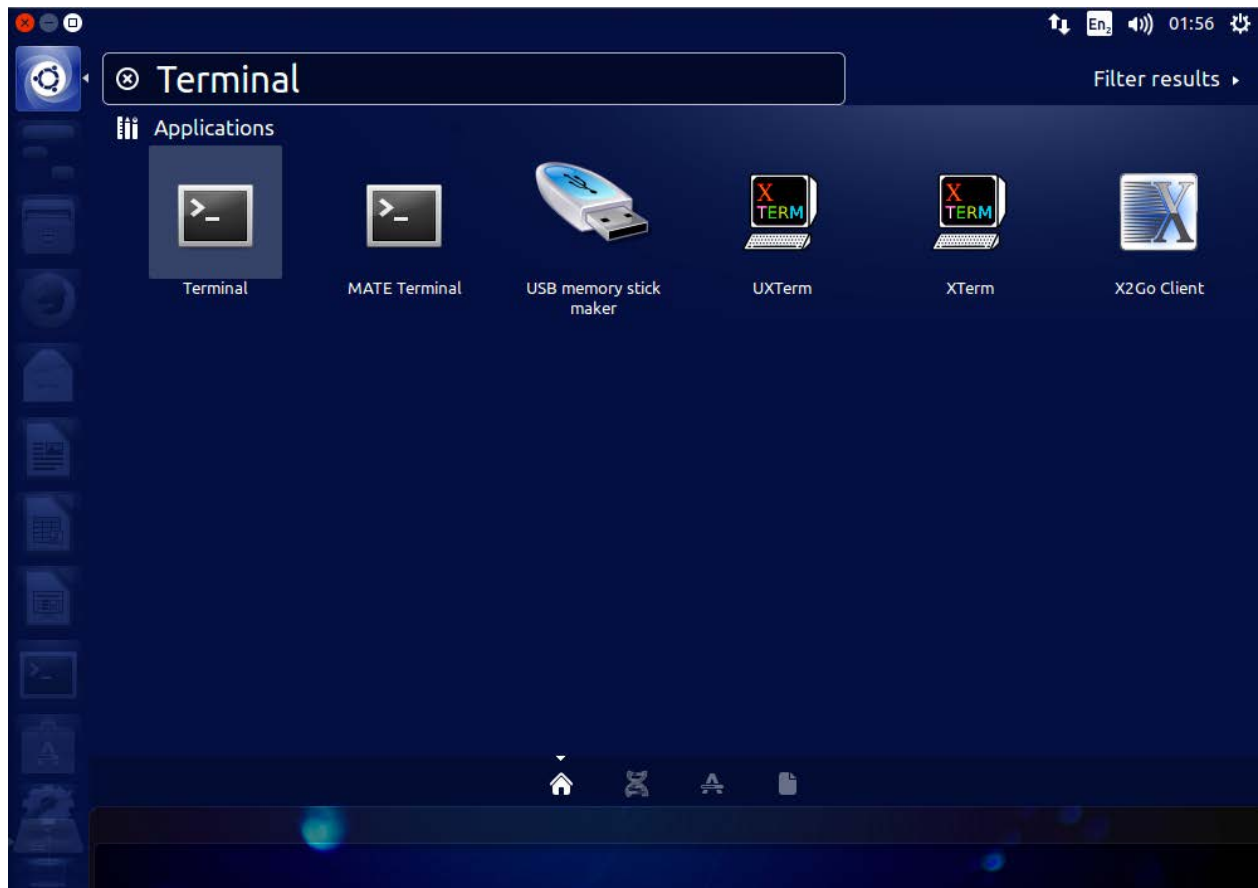 En₂
01:56
Terminal
Filter results
Applications
Terminal
MATE Terminal
USB memory stick
maker
UXTerm
XTerm
X2Go Client
X
TERM
X
TERM
X